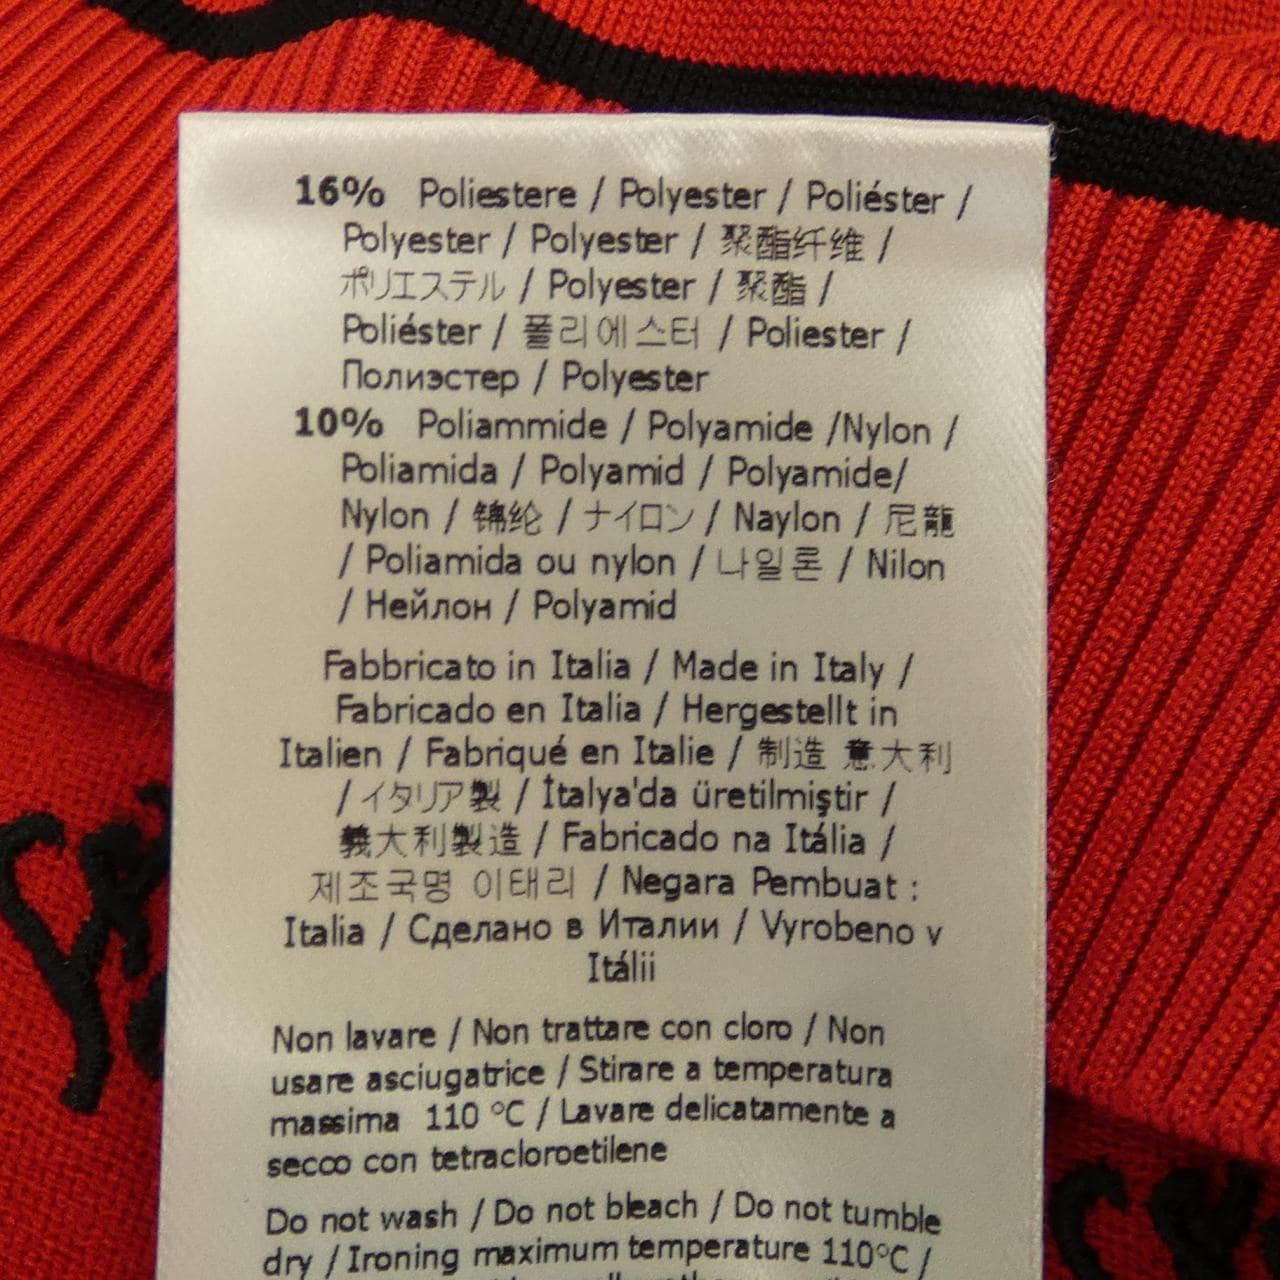 16% Poliestere / Polyester / Poliéster /
Polyester / Polyester / 聚酯纤维 /
ポリエステル / Polyester / 聚酯 /
Poliéster / 폴리에스터 / Poliester /
Полиэстер / Polyester
10% Poliammide / Polyamide /Nylon /
Poliamida / Polyamid / Polyamide/
Nylon / 锦纶 / ナイロン / Naylon / 尼龍
/ Poliamida ou nylon / 나일론 / Nilon
/ Нейлон / Polyamid
Fabbricato in Italia / Made in Italy /
Fabricado en Italia / Hergestellt in
Italien / Fabriqué en Italie / 制造 意大利
/ イタリア製 / İtalya'da üretilmiştir /
義大利製造 / Fabricado na Itália /
제조국명 이태리 / Negara Pembuat :
Italia / Сделано в Италии / Vyrobeno v
Itálii
Non lavare / Non trattare con cloro / Non
usare asciugatrice / Stirare a temperatura
massima 110 °C / Lavare delicatamente a
secco con tetracloroetilene
Do not wash / Do not bleach / Do not tumble
dry / Ironing maximum temperature 110°C /